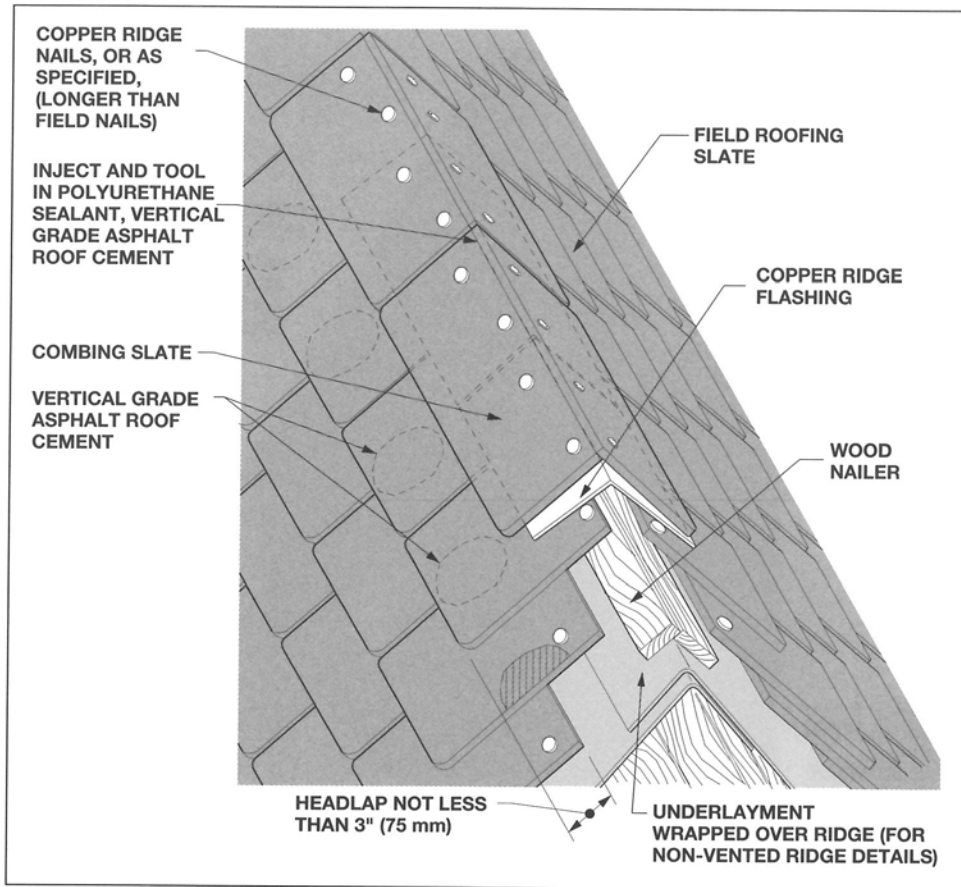 COPPER RIDGE
NAILS, OR AS
SPECIFIED,
(LONGER THAN
FIELD NAILS)
INJECT AND TOOL
IN POLYURETHANE
SEALANT, VERTICAL
GRADE ASPHALT
ROOF CEMENT
COMBING SLATE
VERTICAL GRADE
ASPHALT ROOF
CEMENT
FIELD ROOFING
SLATE
COPPER RIDGE
FLASHING
WOOD
NAILER
HEADLAP NOT LESS
THAN 3" (75 mm)
UNDERLAYMENT
WRAPPED OVER RIDGE (FOR
NON-VENTED RIDGE DETAILS)